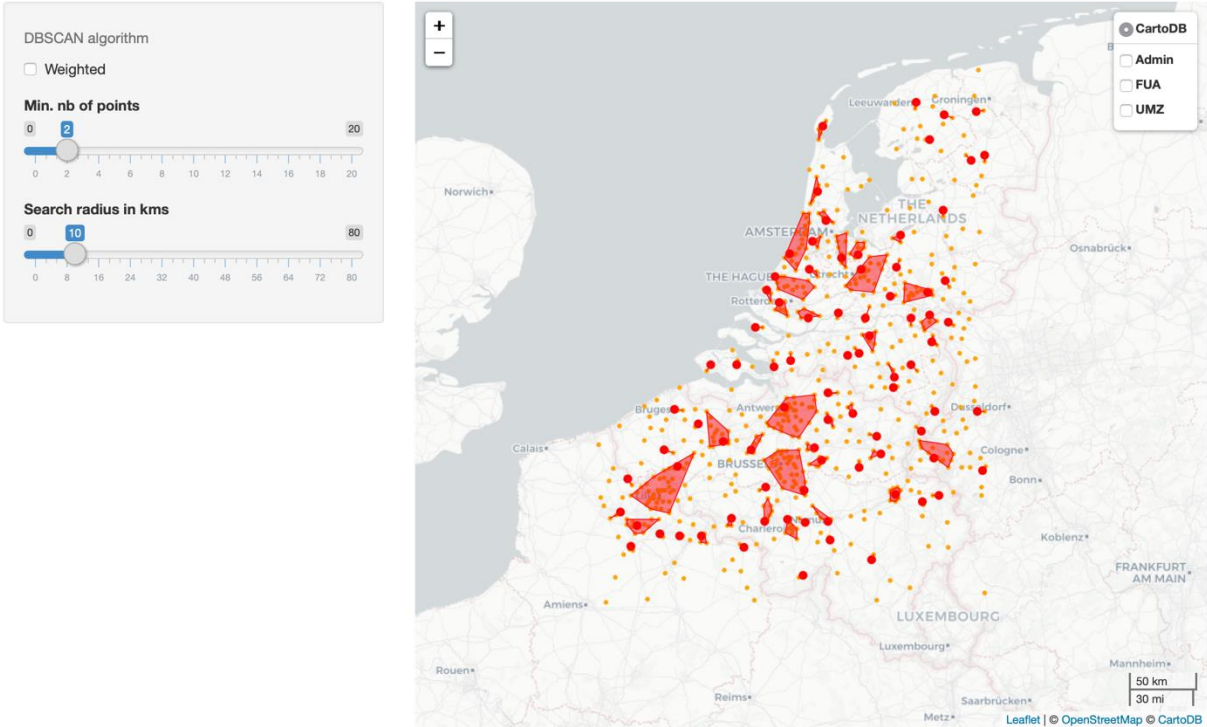 DBSCAN algorithm
Weighted
Min. nb of points
0 2 20
0 2 4 6 8 10 12 14 16 18 20
Search radius in kms
0 10 80
0 8 16 24 32 40 48 56 64 72 80
+
−
CartoDB
Admin
FUA
UMZ
Leeuwarden
Groningen
Norwich
THE
NETHERLANDS
AMSTERDAM
Osnabrück
THE HAGUE
Utrecht
Rotterdam
Bruges
Antwer
Dusseldorf
Calais
Cologne
BRUSSE
Bonn
Namu
Charleroi
Koblenz
FRANKFURT
AM MAIN
Amiens
LUXEMBOURG
Luxembourg
Rouen
Mannheim
50 km
30 mi
Reims
Saarbrücken
Metz
Leaflet | © OpenStreetMap © CartoDB